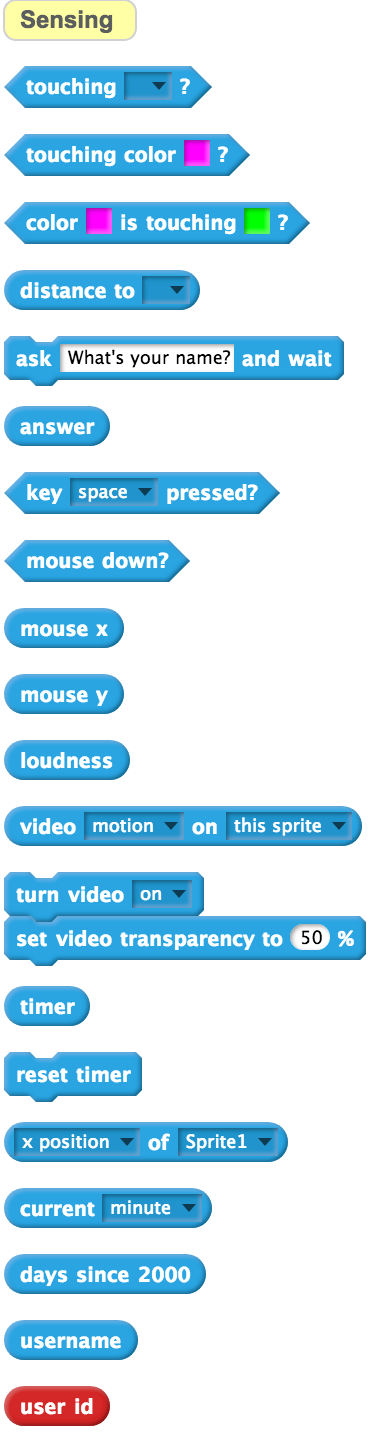 Sensing
touching ?
touching color ?
color is touching ?
distance to
ask What's your name? and wait
answer
key space pressed?
mouse down?
mouse x
mouse y
loudness
video motion on this sprite
turn video on
set video transparency to 50 %
timer
reset timer
x position of Sprite1
current minute
days since 2000
username
user id